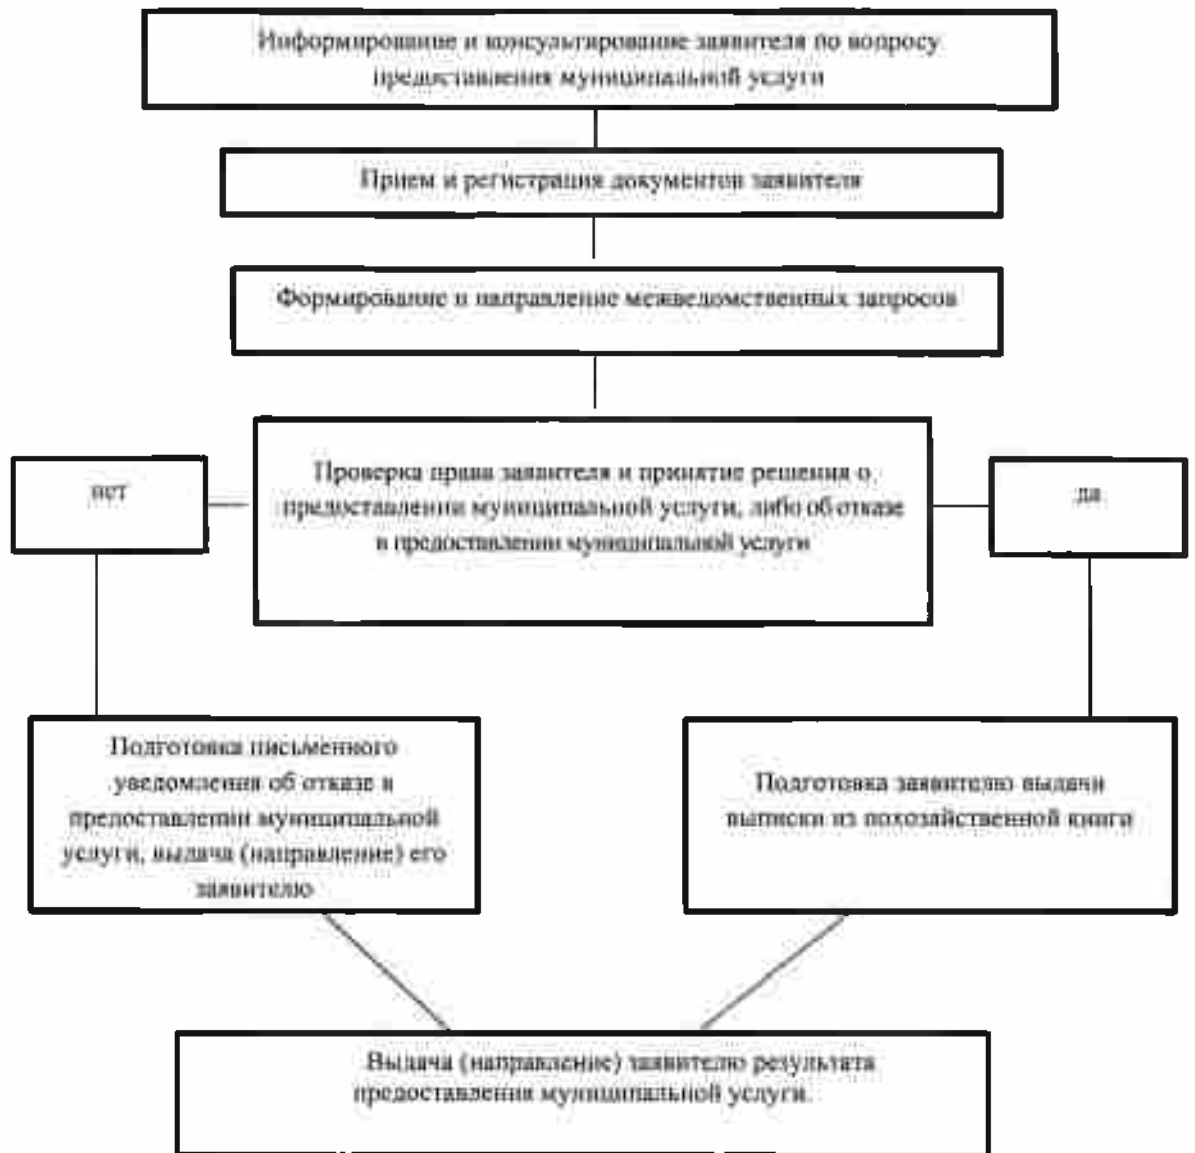 Информирование и консультирование заявителя по вопросу
предоставления муниципальной услуги
Прием и регистрация документов заявителя
Формирование и направление межведомственных запросов
Проверка права заявителя и принятие решения о
предоставлении муниципальной услуги, либо об отказе
в предоставлении муниципальной услуги
нет
да
Подготовка письменного
уведомления об отказе в
предоставлении муниципальной
услуги, выдача (направление) его
заявителю
Подготовка заявителю выдачи
выписки из похозяйственной книги
Выдача (направление) заявителю результата
предоставления муниципальной услуги.